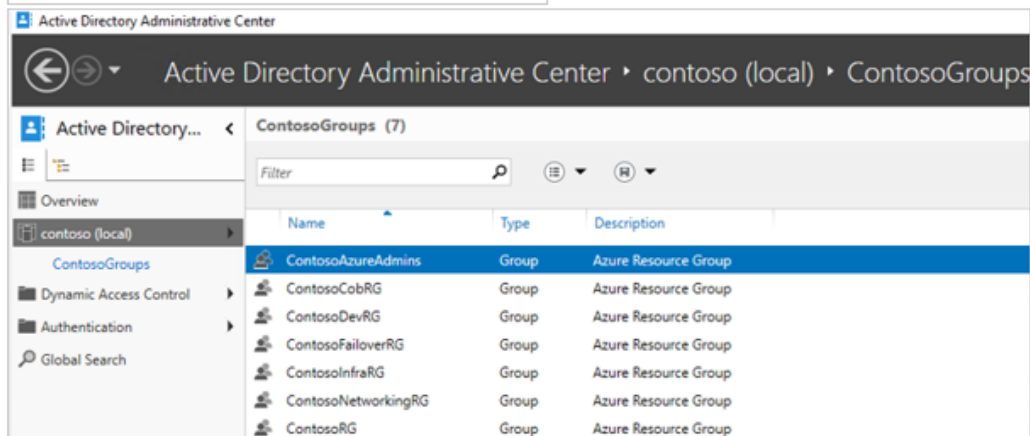 Active Directory Administrative Center
Active Directory Administrative Center ‣ contoso (local) ‣ ContosoGroups
Active Directory...
ContosoGroups (7)
Filter
Overview
contoso (local)
ContosoGroups
Dynamic Access Control
Authentication
Global Search
Name Type Description
ContosoAzureAdmins Group Azure Resource Group
ContosoCobRG Group Azure Resource Group
ContosoDevRG Group Azure Resource Group
ContosoFailoverRG Group Azure Resource Group
ContosoInfraRG Group Azure Resource Group
ContosoNetworkingRG Group Azure Resource Group
ContosoRG Group Azure Resource Group